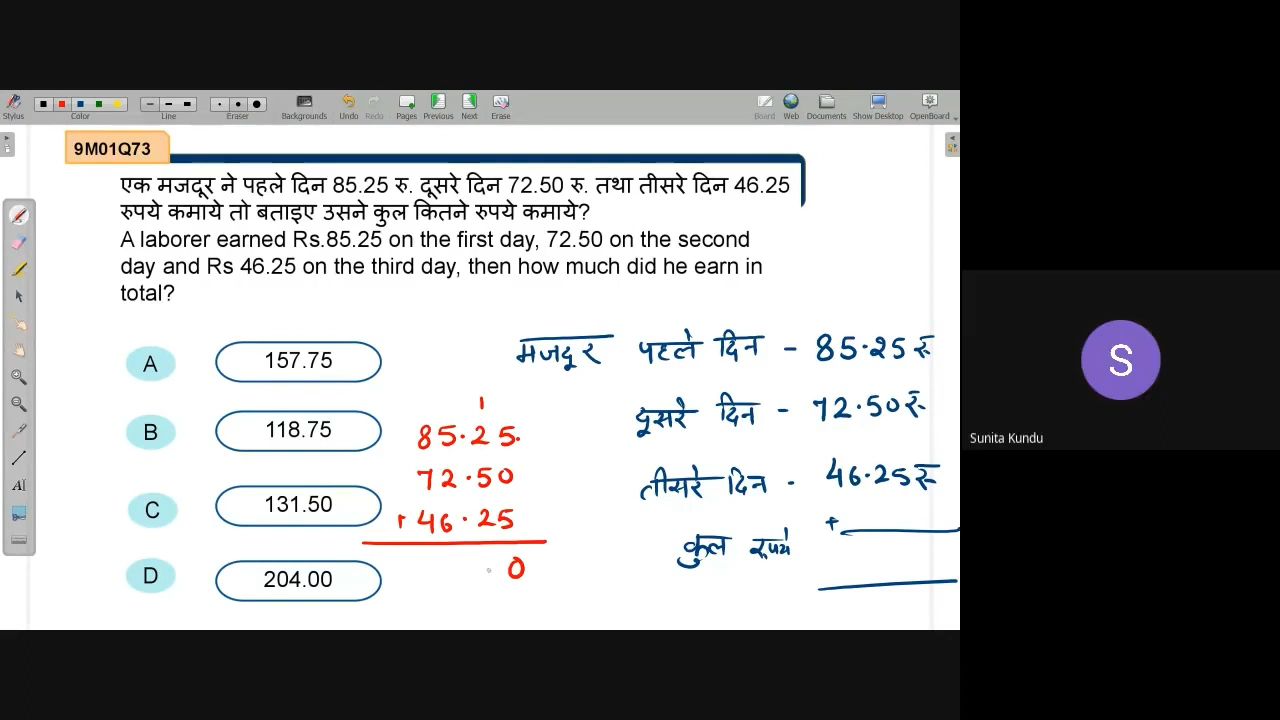 Stylus Color Line Eraser Backgrounds Undo Redo Pages Previous Next Erase Board Web Documents Show Desktop OpenBoard
9M01Q73
एक मजदूर ने पहले दिन 85.25 रु. दूसरे दिन 72.50 रु. तथा तीसरे दिन 46.25
रुपये कमाये तो बताइए उसने कुल कितने रुपये कमाये?
A laborer earned Rs.85.25 on the first day, 72.50 on the second
day and Rs 46.25 on the third day, then how much did he earn in
total?
A 157.75
B 118.75
C 131.50
D 204.00
मजदूर पहले दिन - 85.25 रु
दूसरे दिन - 72.50 रु
तीसरे दिन - 46.25 रु
+
कुल रुपये
1
85.25
72.50
+ 46.25
0
S
Sunita Kundu